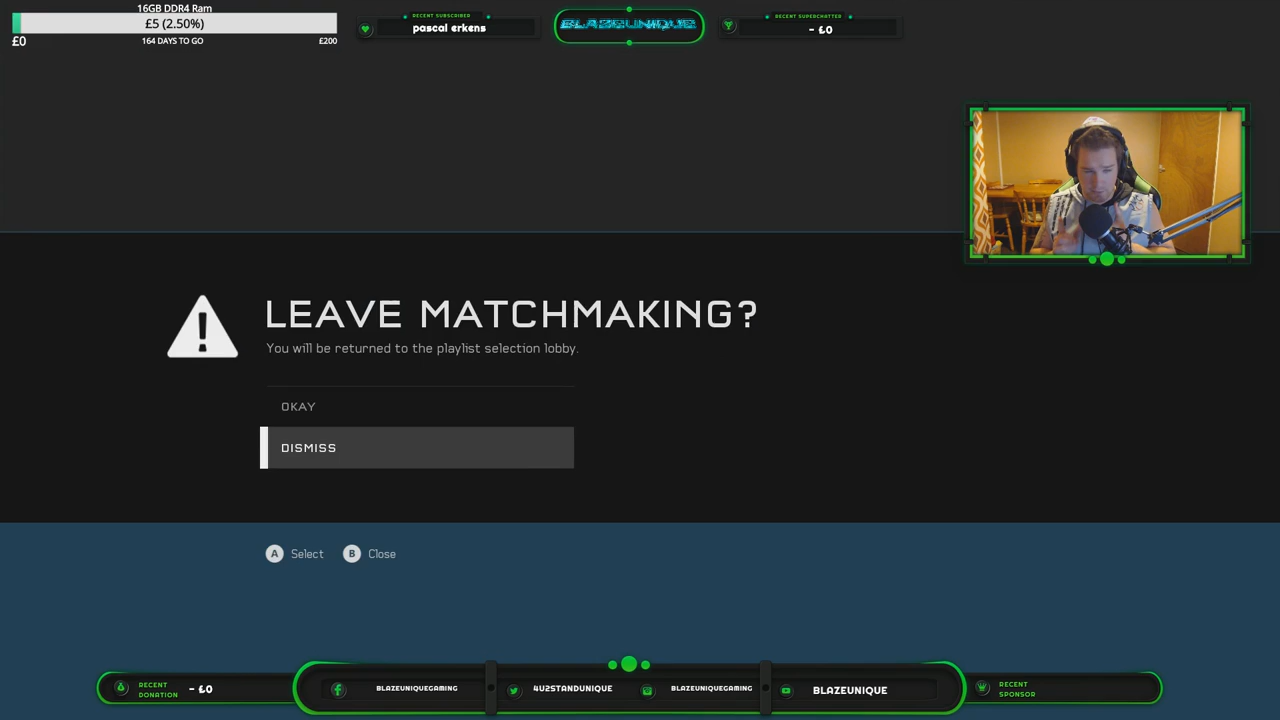 16GB DDR4 Ram
£5 (2.50%)
£0
164 DAYS TO GO
£200
RECENT SUBSCRIBER
pascal erkens
BLAZEUNIQUE
RECENT SUPERCHATTER
- £0
LEAVE MATCHMAKING?
You will be returned to the playlist selection lobby.
OKAY
DISMISS
A Select B Close
RECENT
DONATION
- £0
BLAZEUNIQUEGAMING
4U2STANDUNIQUE
BLAZEUNIQUEGAMING
BLAZEUNIQUE
RECENT
SPONSOR